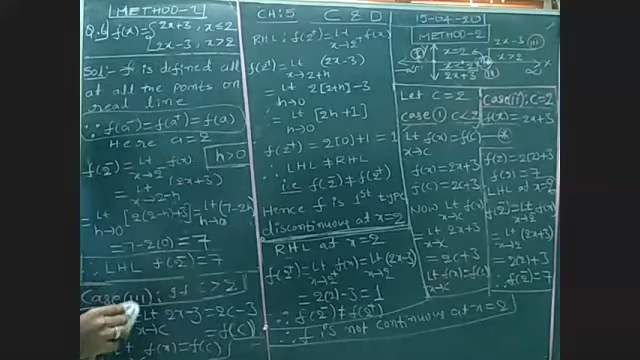 METHOD-2
Q.6 f(x)= { 2x+3, x≤2
2x-3, x>2
Sol:- f is defined all
at all the points on
real line
∵ f(a⁻)=f(a⁺)=f(a)
Here a=2
h>0
f(2⁻)= Lt f(x)
x→2⁻
= Lt (2x+3)
x→2-h
= Lt [2(2-h)+3] = Lt (7-2h)
h→0 h→0
=7-2(0)=7
∴ LHL f(2⁻)=7
Case(iii): If c>2
Lt 2x-3=2c-3
x→c =f(c)
Lt f(x)=f(c)
CH:5 C & D
RHL: f(2⁺)= Lt f(x)
x→2⁺
f(2⁺)= Lt (2x-3)
x→2+h
= Lt 2[2+h]-3
h→0
= Lt [2h+1]
h→0
f(2⁺)=2[0]+1=1
∴ LHL≠RHL
i.e f(2⁻)≠f(2⁺)
Hence f is 1st type
discontinuous at x=2
RHL at x=2
f(2⁺)= Lt f(x)= Lt (2x-3)
x→2⁺ x→2
=2(2)-3=1
∴ f(2⁻)≠f(2⁺)
∴ f is not continuous at x=2
15-04-20
METHOD-2
x=2
2x-3 (iii)
x>2
x<2
2x+3
Let c=2
case(i) c<2
Lt f(x)=f(c)
x→c
f(x)=2x+3
f(c)=2c+3
Now Lt f(x)
x→c
= Lt 2x+3
x→c
=2c+3
Lt f(x)=f(c)
x→c
Case(ii): c=2
f(x)=2x+3
f(2)=2(2)+3
f(2)=7
LHL at x=2
f(2⁻)= Lt f(x)
x→2⁻
= Lt (2x+3)
x→2
=2(2)+3
∴ f(2⁻)=7